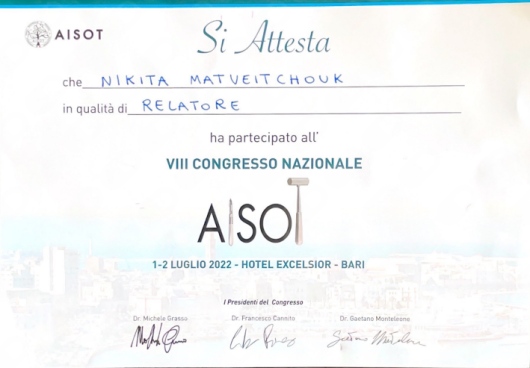 AISOT
Si Attesta
che NIKITA MATVEITCHOUK
in qualità di RELATORE
ha partecipato all'
VIII CONGRESSO NAZIONALE
AISOT
1-2 LUGLIO 2022 - HOTEL EXCELSIOR - BARI
I Presidenti del Congresso
Dr. Michele Grasso Dr. Francesco Cannito Dr. Gaetano Monteleone